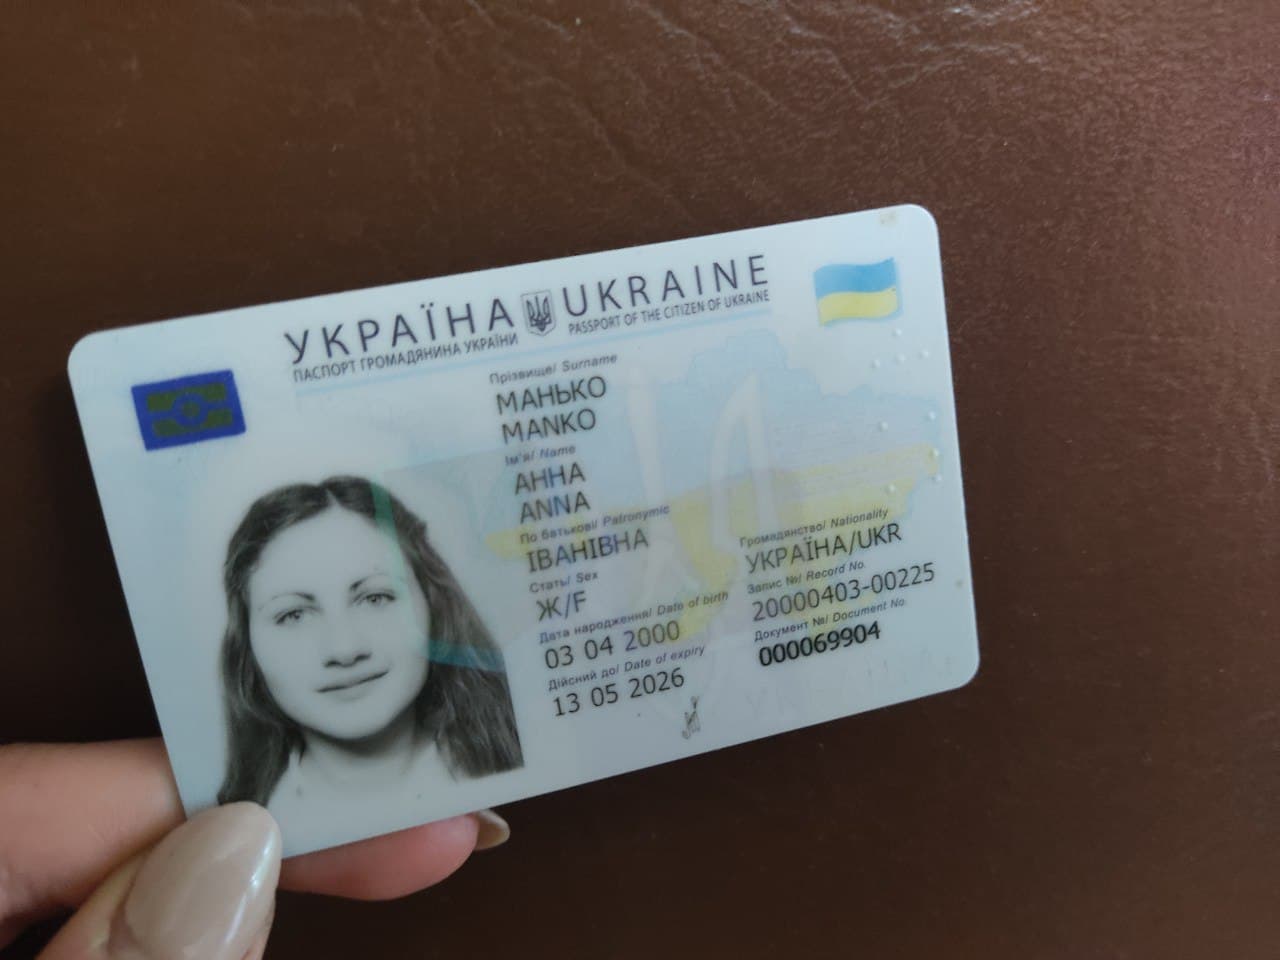 УКРАЇНА UKRAINE
ПАСПОРТ ГРОМАДЯНИНА УКРАЇНИ PASSPORT OF THE CITIZEN OF UKRAINE
Прізвище/ Surname
МАНЬКО
MANKO
Ім'я/ Name
АННА
ANNA
По батькові/ Patronymic
ІВАНІВНА
Стать/ Sex
Ж/F
Дата народження/ Date of birth
03 04 2000
Дійсний до/ Date of expiry
13 05 2026
Громадянство/ Nationality
УКРАЇНА/UKR
Запис №/ Record No.
20000403-00225
Документ №/ Document No.
000069904